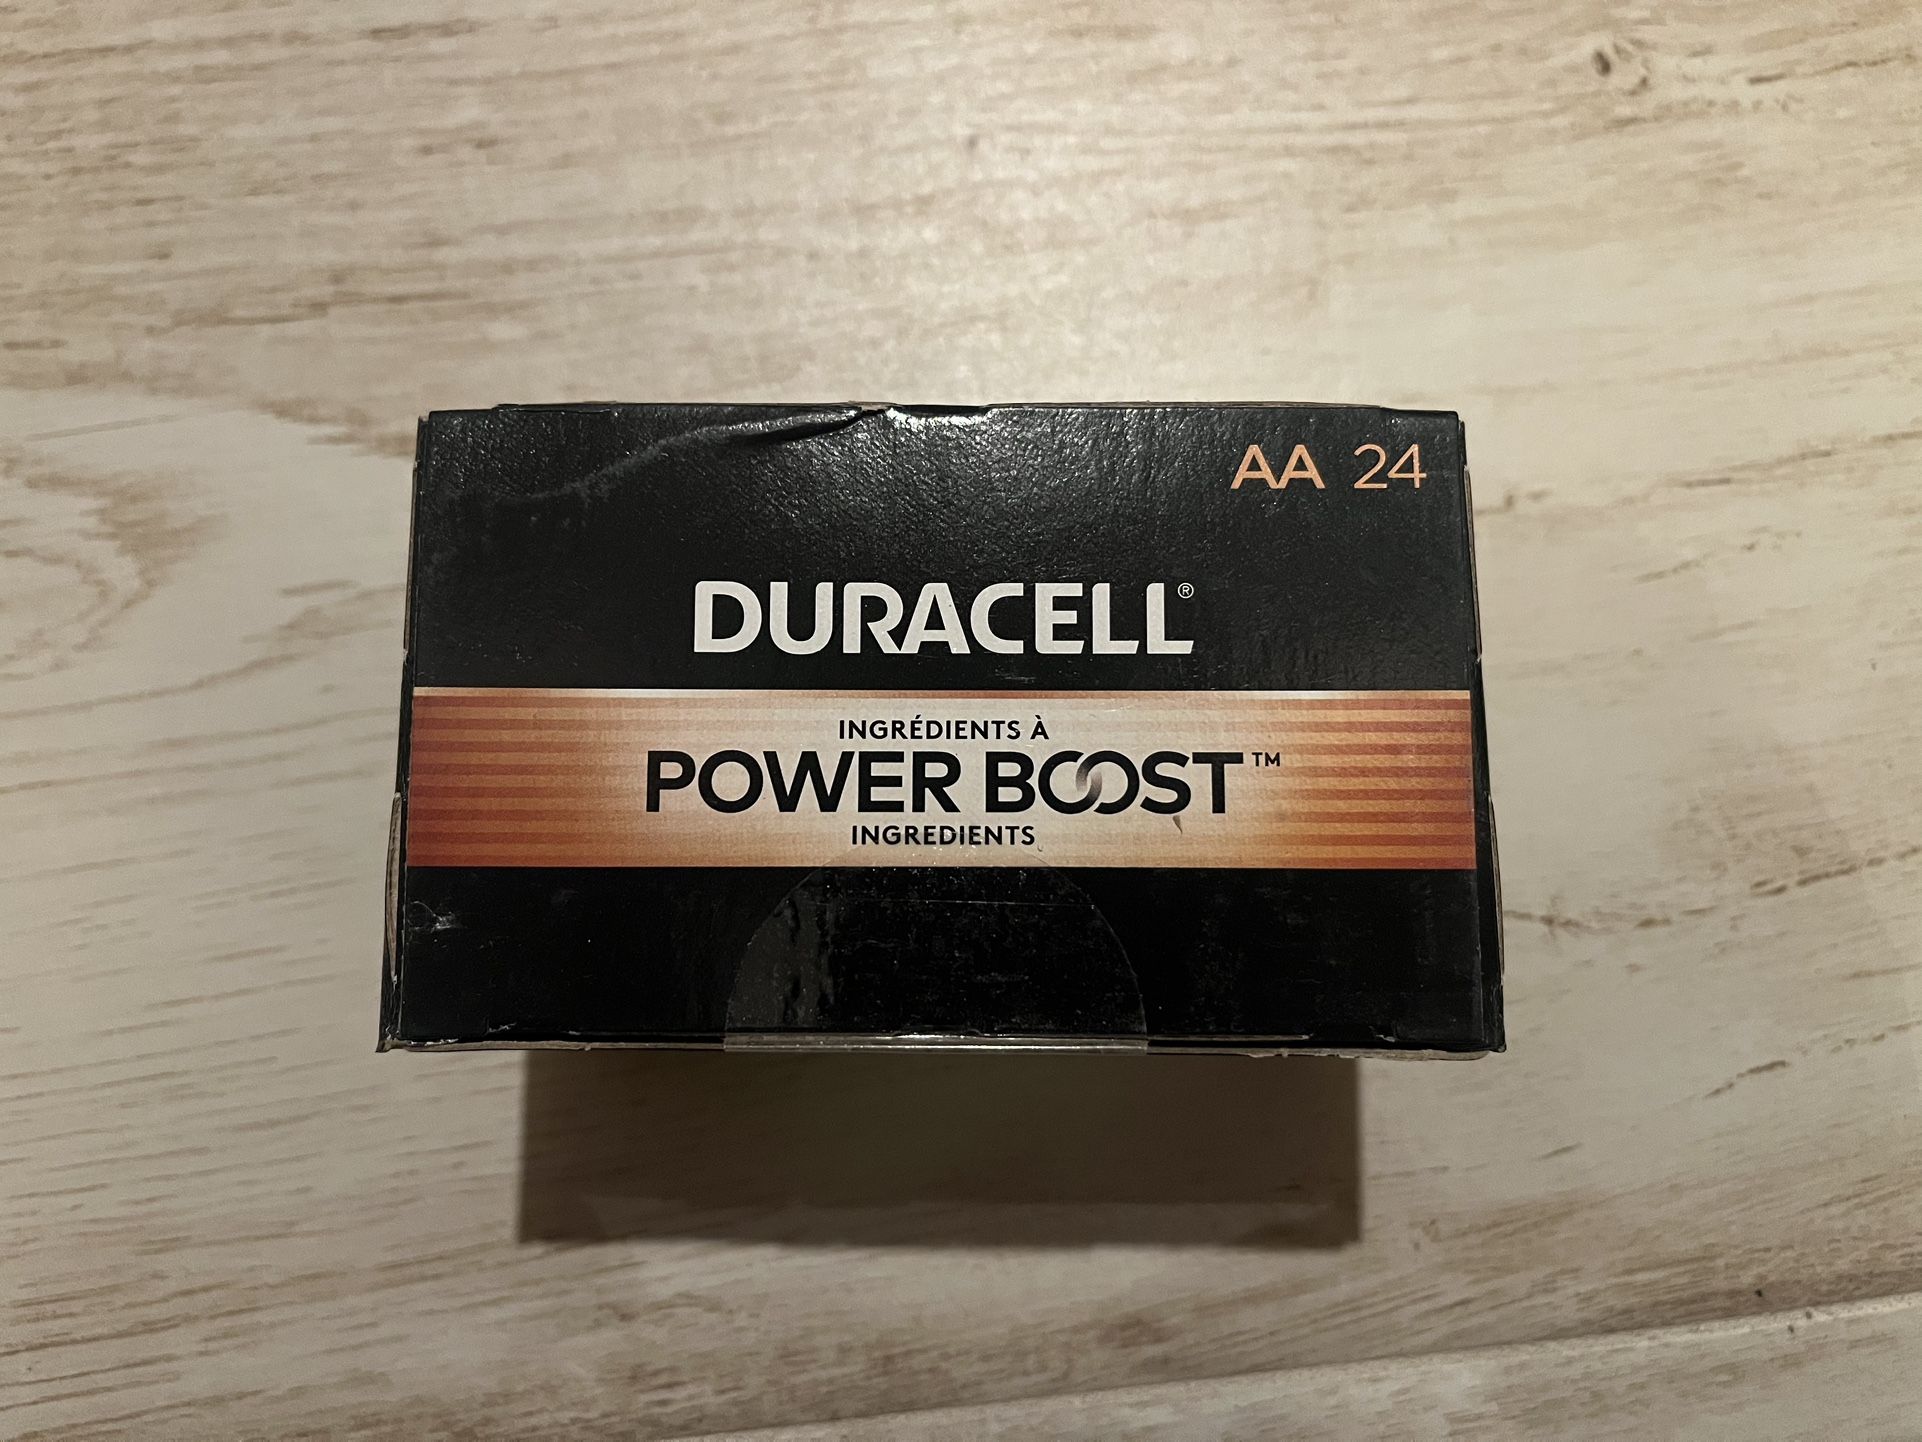 AA 24
DURACELL®
INGRÉDIENTS À
POWER BOOST™
INGREDIENTS